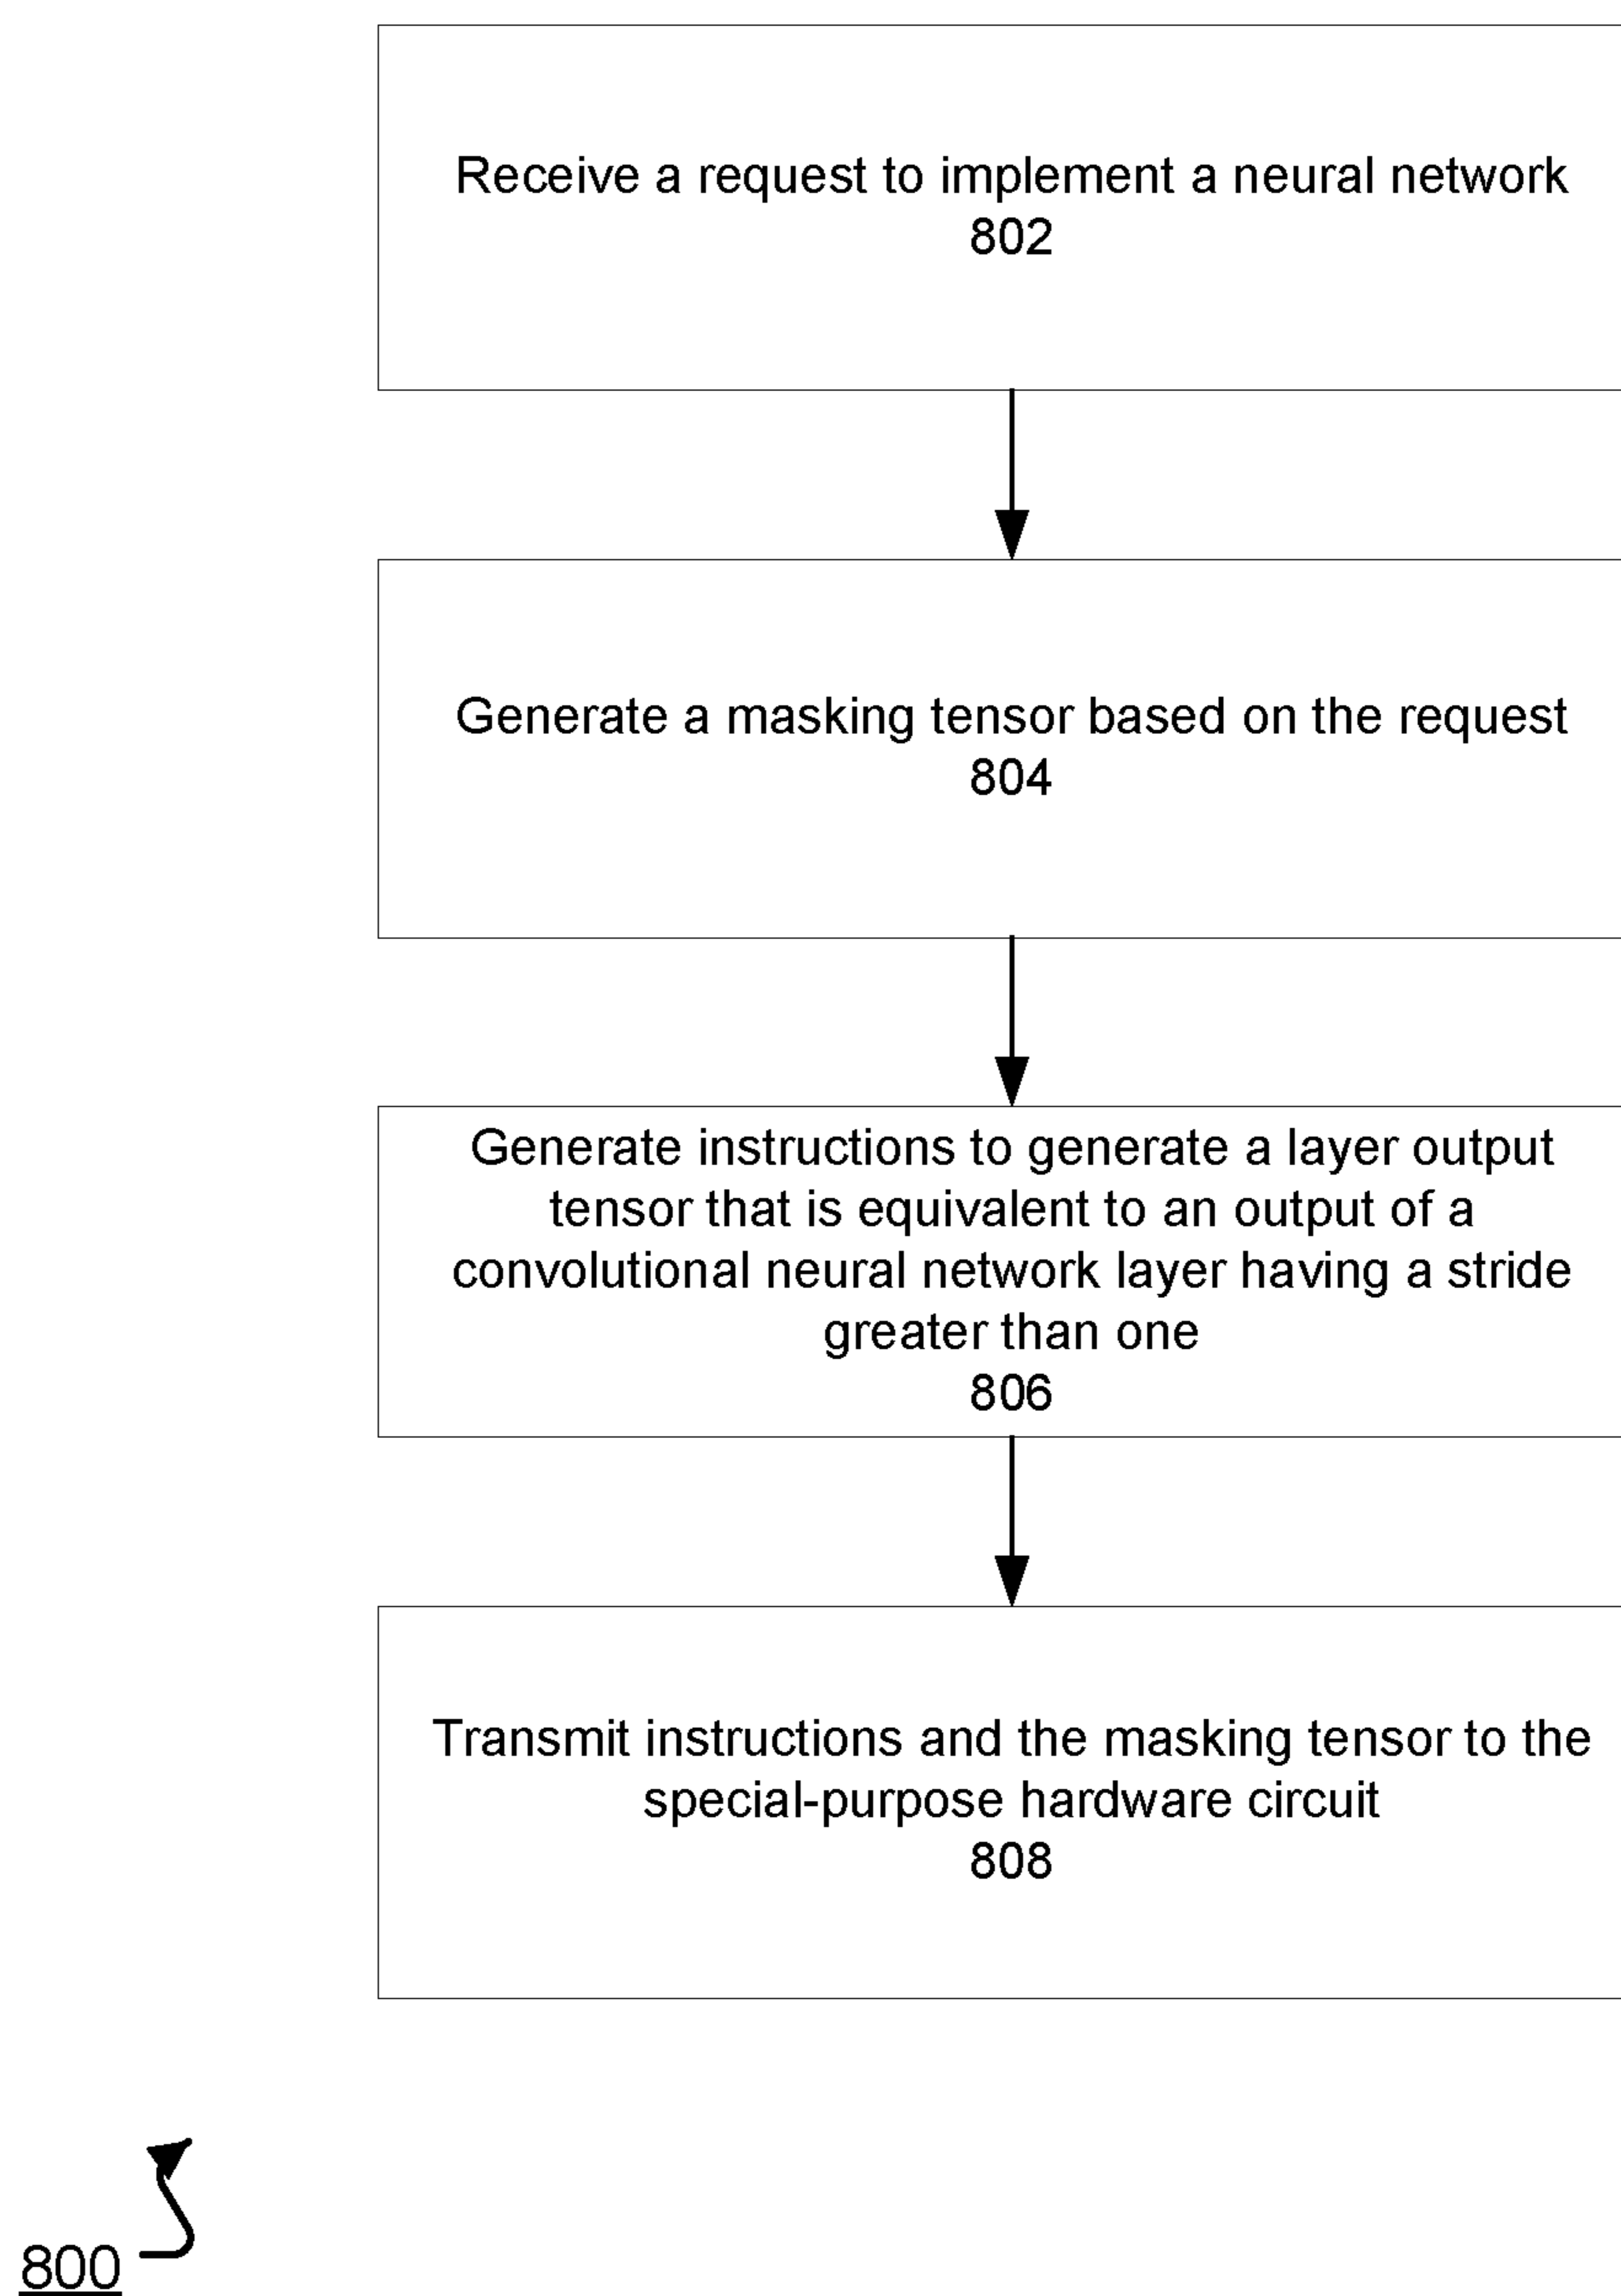 Receive a request to implement a neural network
802
Generate a masking tensor based on the request
804
Generate instructions to generate a layer output
tensor that is equivalent to an output of a
convolutional neural network layer having a stride
greater than one
806
Transmit instructions and the masking tensor to the
special-purpose hardware circuit
808
800